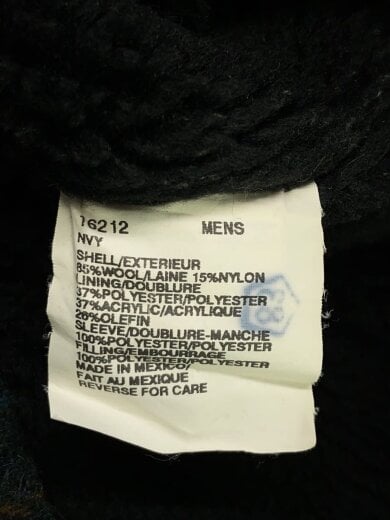 76212 MENS
NVY
SHELL/EXTERIEUR
85%WOOL/LAINE 15%NYLON
LINING/DOUBLURE
37%POLYESTER/POLYESTER
37%ACRYLIC/ACRYLIQUE
26%OLEFIN
SLEEVE/DOUBLURE-MANCHE
100%POLYESTER/POLYESTER
FILLING/EMBOURRAGE
100%POLYESTER/POLYESTER
MADE IN MEXICO/
FAIT AU MEXIQUE
REVERSE FOR CARE